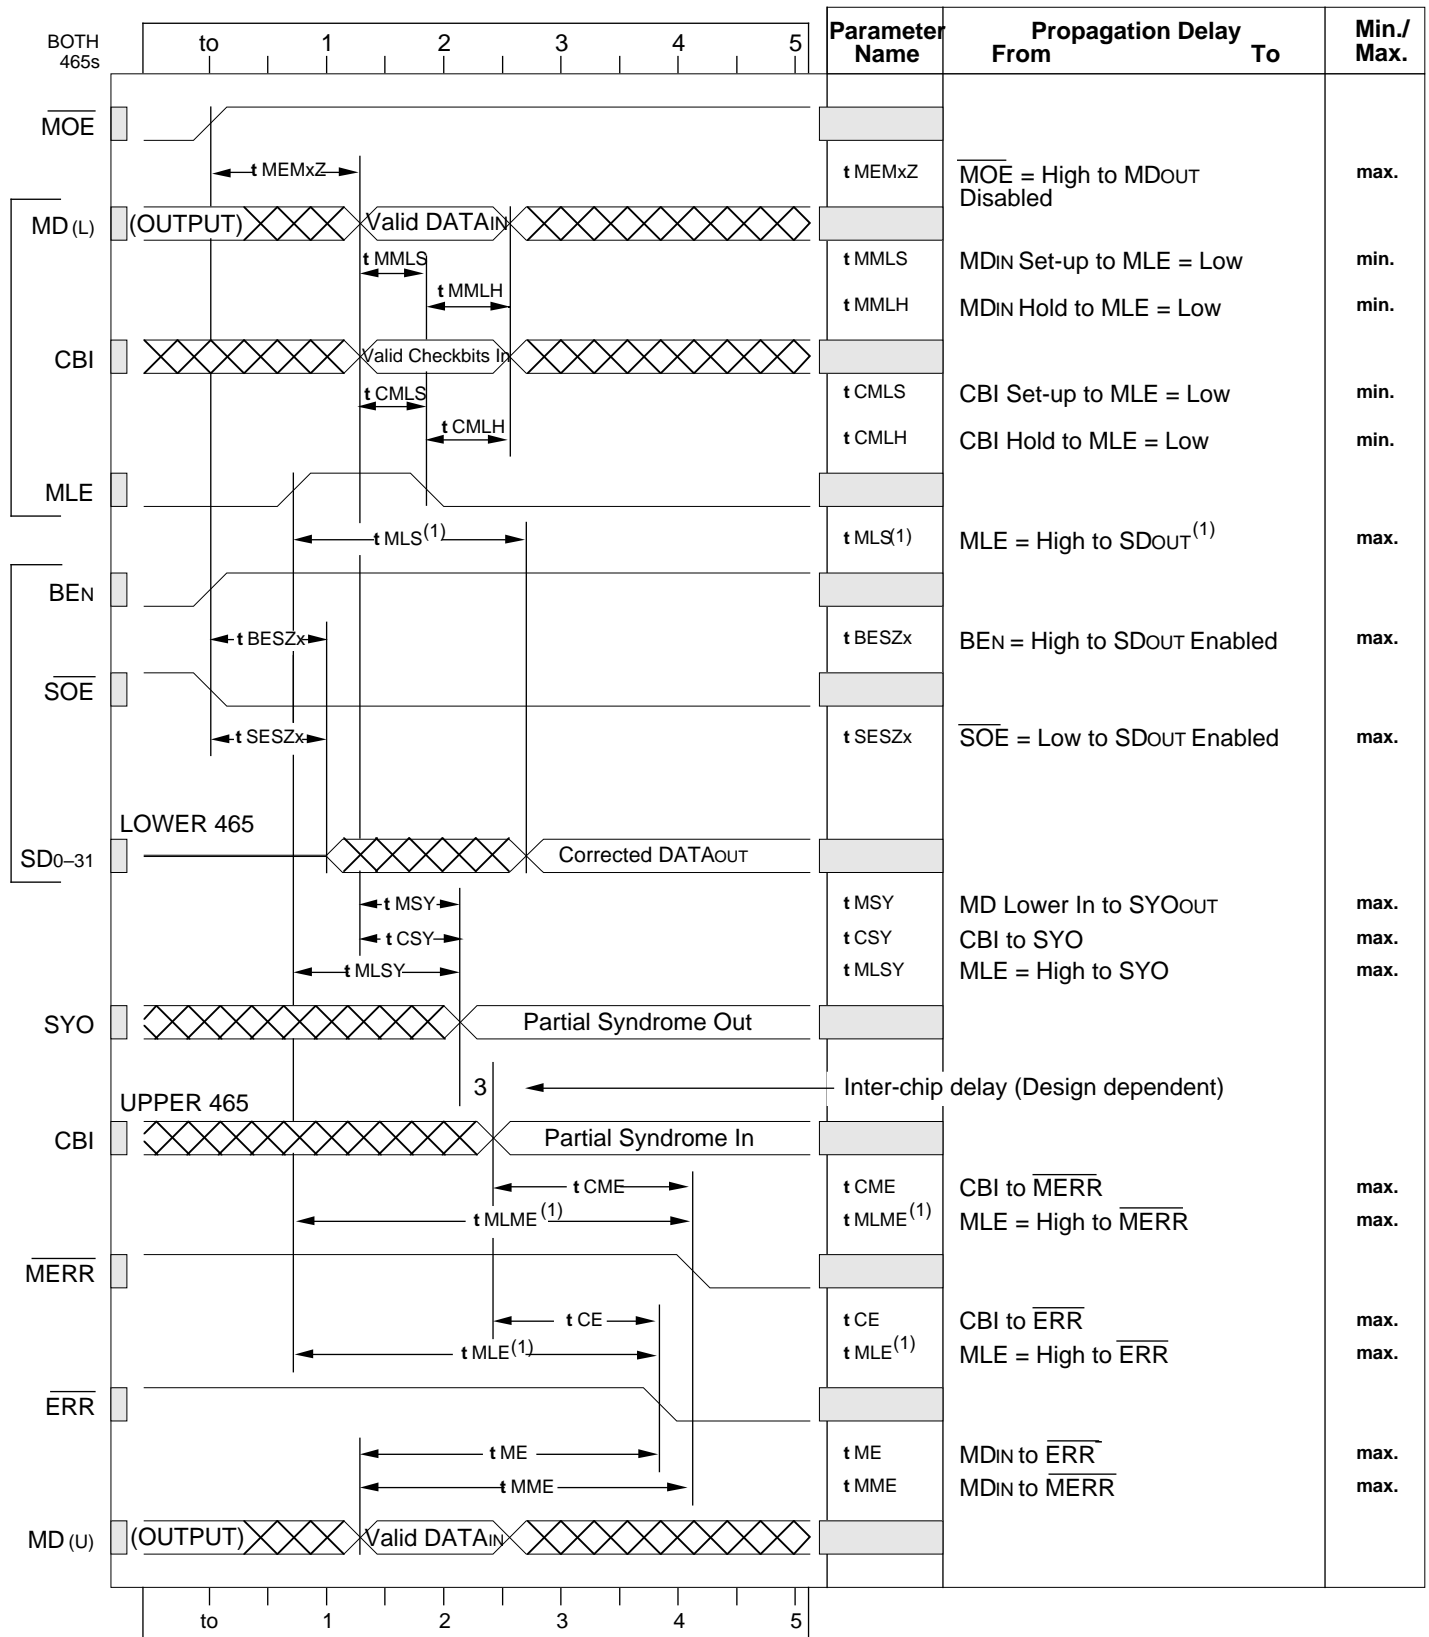 BOTH
465s
to 1 2 3 4 5
Parameter
Name
Propagation Delay
From To
Min./
Max.
MOE
t MEMxZ
t MEMxZ MOE = High to MDOUT
Disabled
max.
MD (L) (OUTPUT) Valid DATAIN
t MMLS
t MMLS MDIN Set-up to MLE = Low min.
t MMLH
t MMLH MDIN Hold to MLE = Low min.
CBI Valid Checkbits In
t CMLS
t CMLS CBI Set-up to MLE = Low min.
t CMLH
t CMLH CBI Hold to MLE = Low min.
MLE
t MLS(1)
t MLS(1) MLE = High to SDOUT(1) max.
BEN
t BESZx
t BESZx BEN = High to SDOUT Enabled max.
SOE
t SESZx
t SESZx SOE = Low to SDOUT Enabled max.
LOWER 465
SD0–31 Corrected DATAOUT
t MSY
t MSY MD Lower In to SYOOUT max.
t CSY
t CSY CBI to SYO max.
t MLSY
t MLSY MLE = High to SYO max.
SYO Partial Syndrome Out
3 Inter-chip delay (Design dependent)
UPPER 465
CBI Partial Syndrome In
t CME
t CME CBI to MERR max.
t MLME(1)
t MLME(1) MLE = High to MERR max.
MERR
t CE
t CE CBI to ERR max.
t MLE(1)
t MLE(1) MLE = High to ERR max.
ERR
t ME
t ME MDIN to ERR max.
t MME
t MME MDIN to MERR max.
MD (U) (OUTPUT) Valid DATAIN
to 1 2 3 4 5